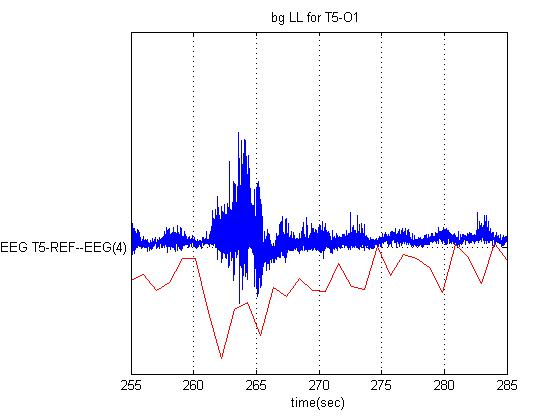 bg LL for T5-O1
EEG T5-REF--EEG(4)
255 260 265 270 275 280 285
time(sec)